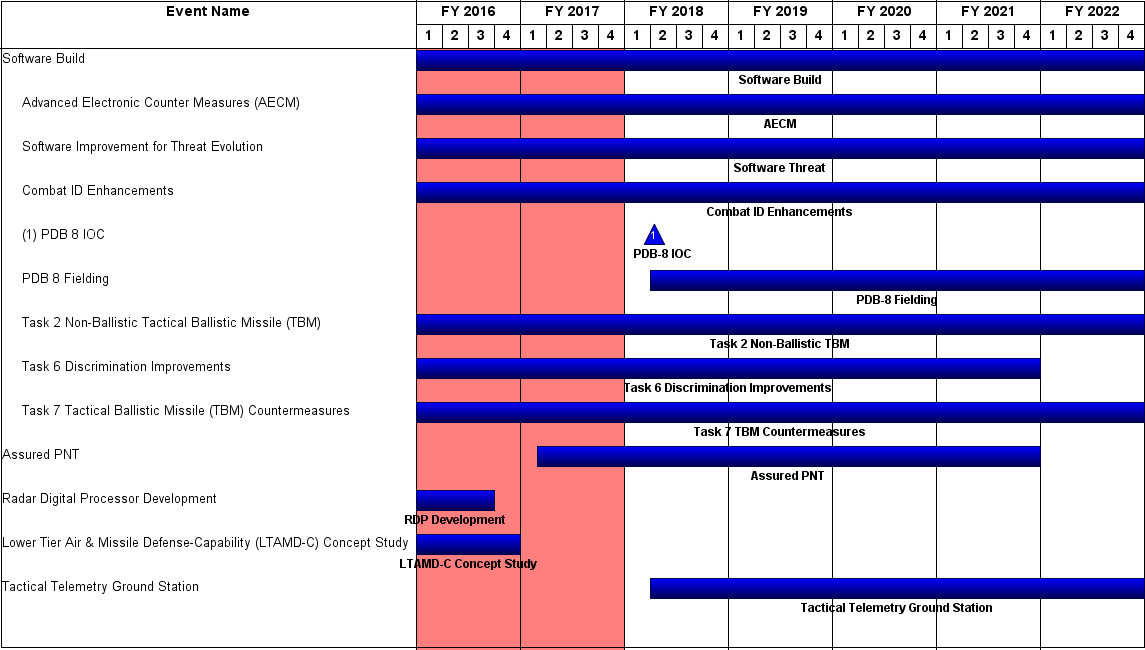 Event Name FY 2016 FY 2017 FY 2018 FY 2019 FY 2020 FY 2021 FY 2022
1 2 3 4 1 2 3 4 1 2 3 4 1 2 3 4 1 2 3 4 1 2 3 4 1 2 3 4
Software Build
Software Build
Advanced Electronic Counter Measures (AECM)
AECM
Software Improvement for Threat Evolution
Software Threat
Combat ID Enhancements
Combat ID Enhancements
(1) PDB 8 IOC 1
PDB-8 IOC
PDB 8 Fielding
PDB-8 Fielding
Task 2 Non-Ballistic Tactical Ballistic Missile (TBM)
Task 2 Non-Ballistic TBM
Task 6 Discrimination Improvements
Task 6 Discrimination Improvements
Task 7 Tactical Ballistic Missile (TBM) Countermeasures
Task 7 TBM Countermeasures
Assured PNT
Assured PNT
Radar Digital Processor Development
RDP Development
Lower Tier Air & Missile Defense-Capability (LTAMD-C) Concept Study
LTAMD-C Concept Study
Tactical Telemetry Ground Station
Tactical Telemetry Ground Station